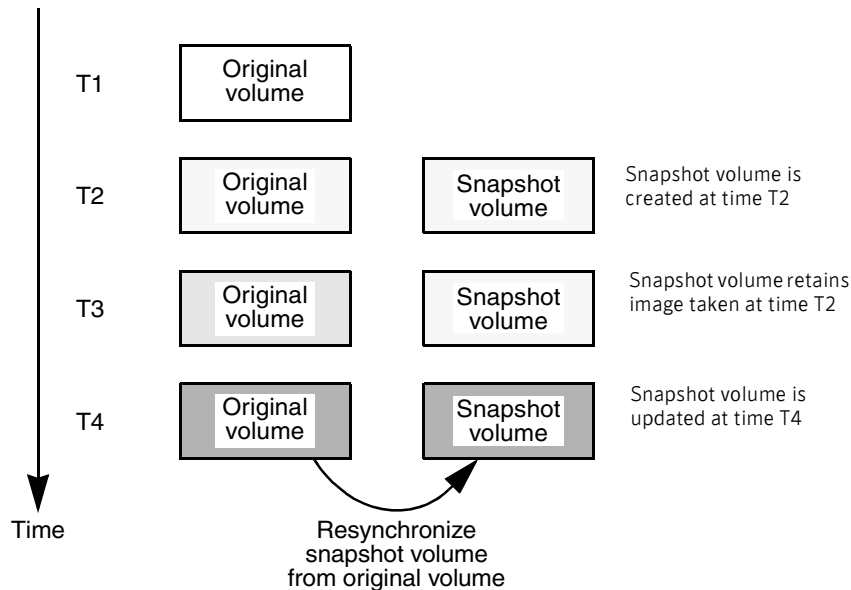 T1
Original
volume
T2
Original
volume
Snapshot
volume
Snapshot volume is
created at time T2
T3
Original
volume
Snapshot
volume
Snapshot volume retains
image taken at time T2
T4
Original
volume
Snapshot
volume
Snapshot volume is
updated at time T4
Time
Resynchronize
snapshot volume
from original volume